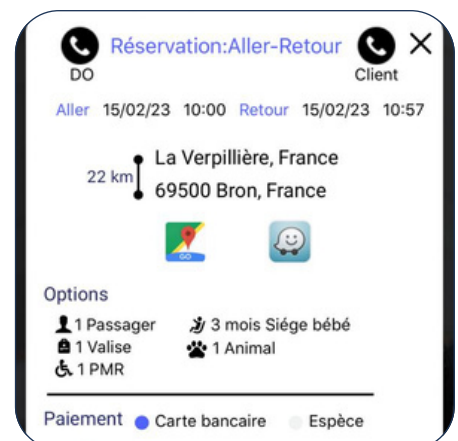 Réservation:Aller-Retour
DO
Client
Aller 15/02/23 10:00 Retour 15/02/23 10:57
La Verpillière, France
22 km
69500 Bron, France
GO
Options
1 Passager
3 mois Siége bébé
1 Valise
1 Animal
1 PMR
Paiement Carte bancaire Espèce